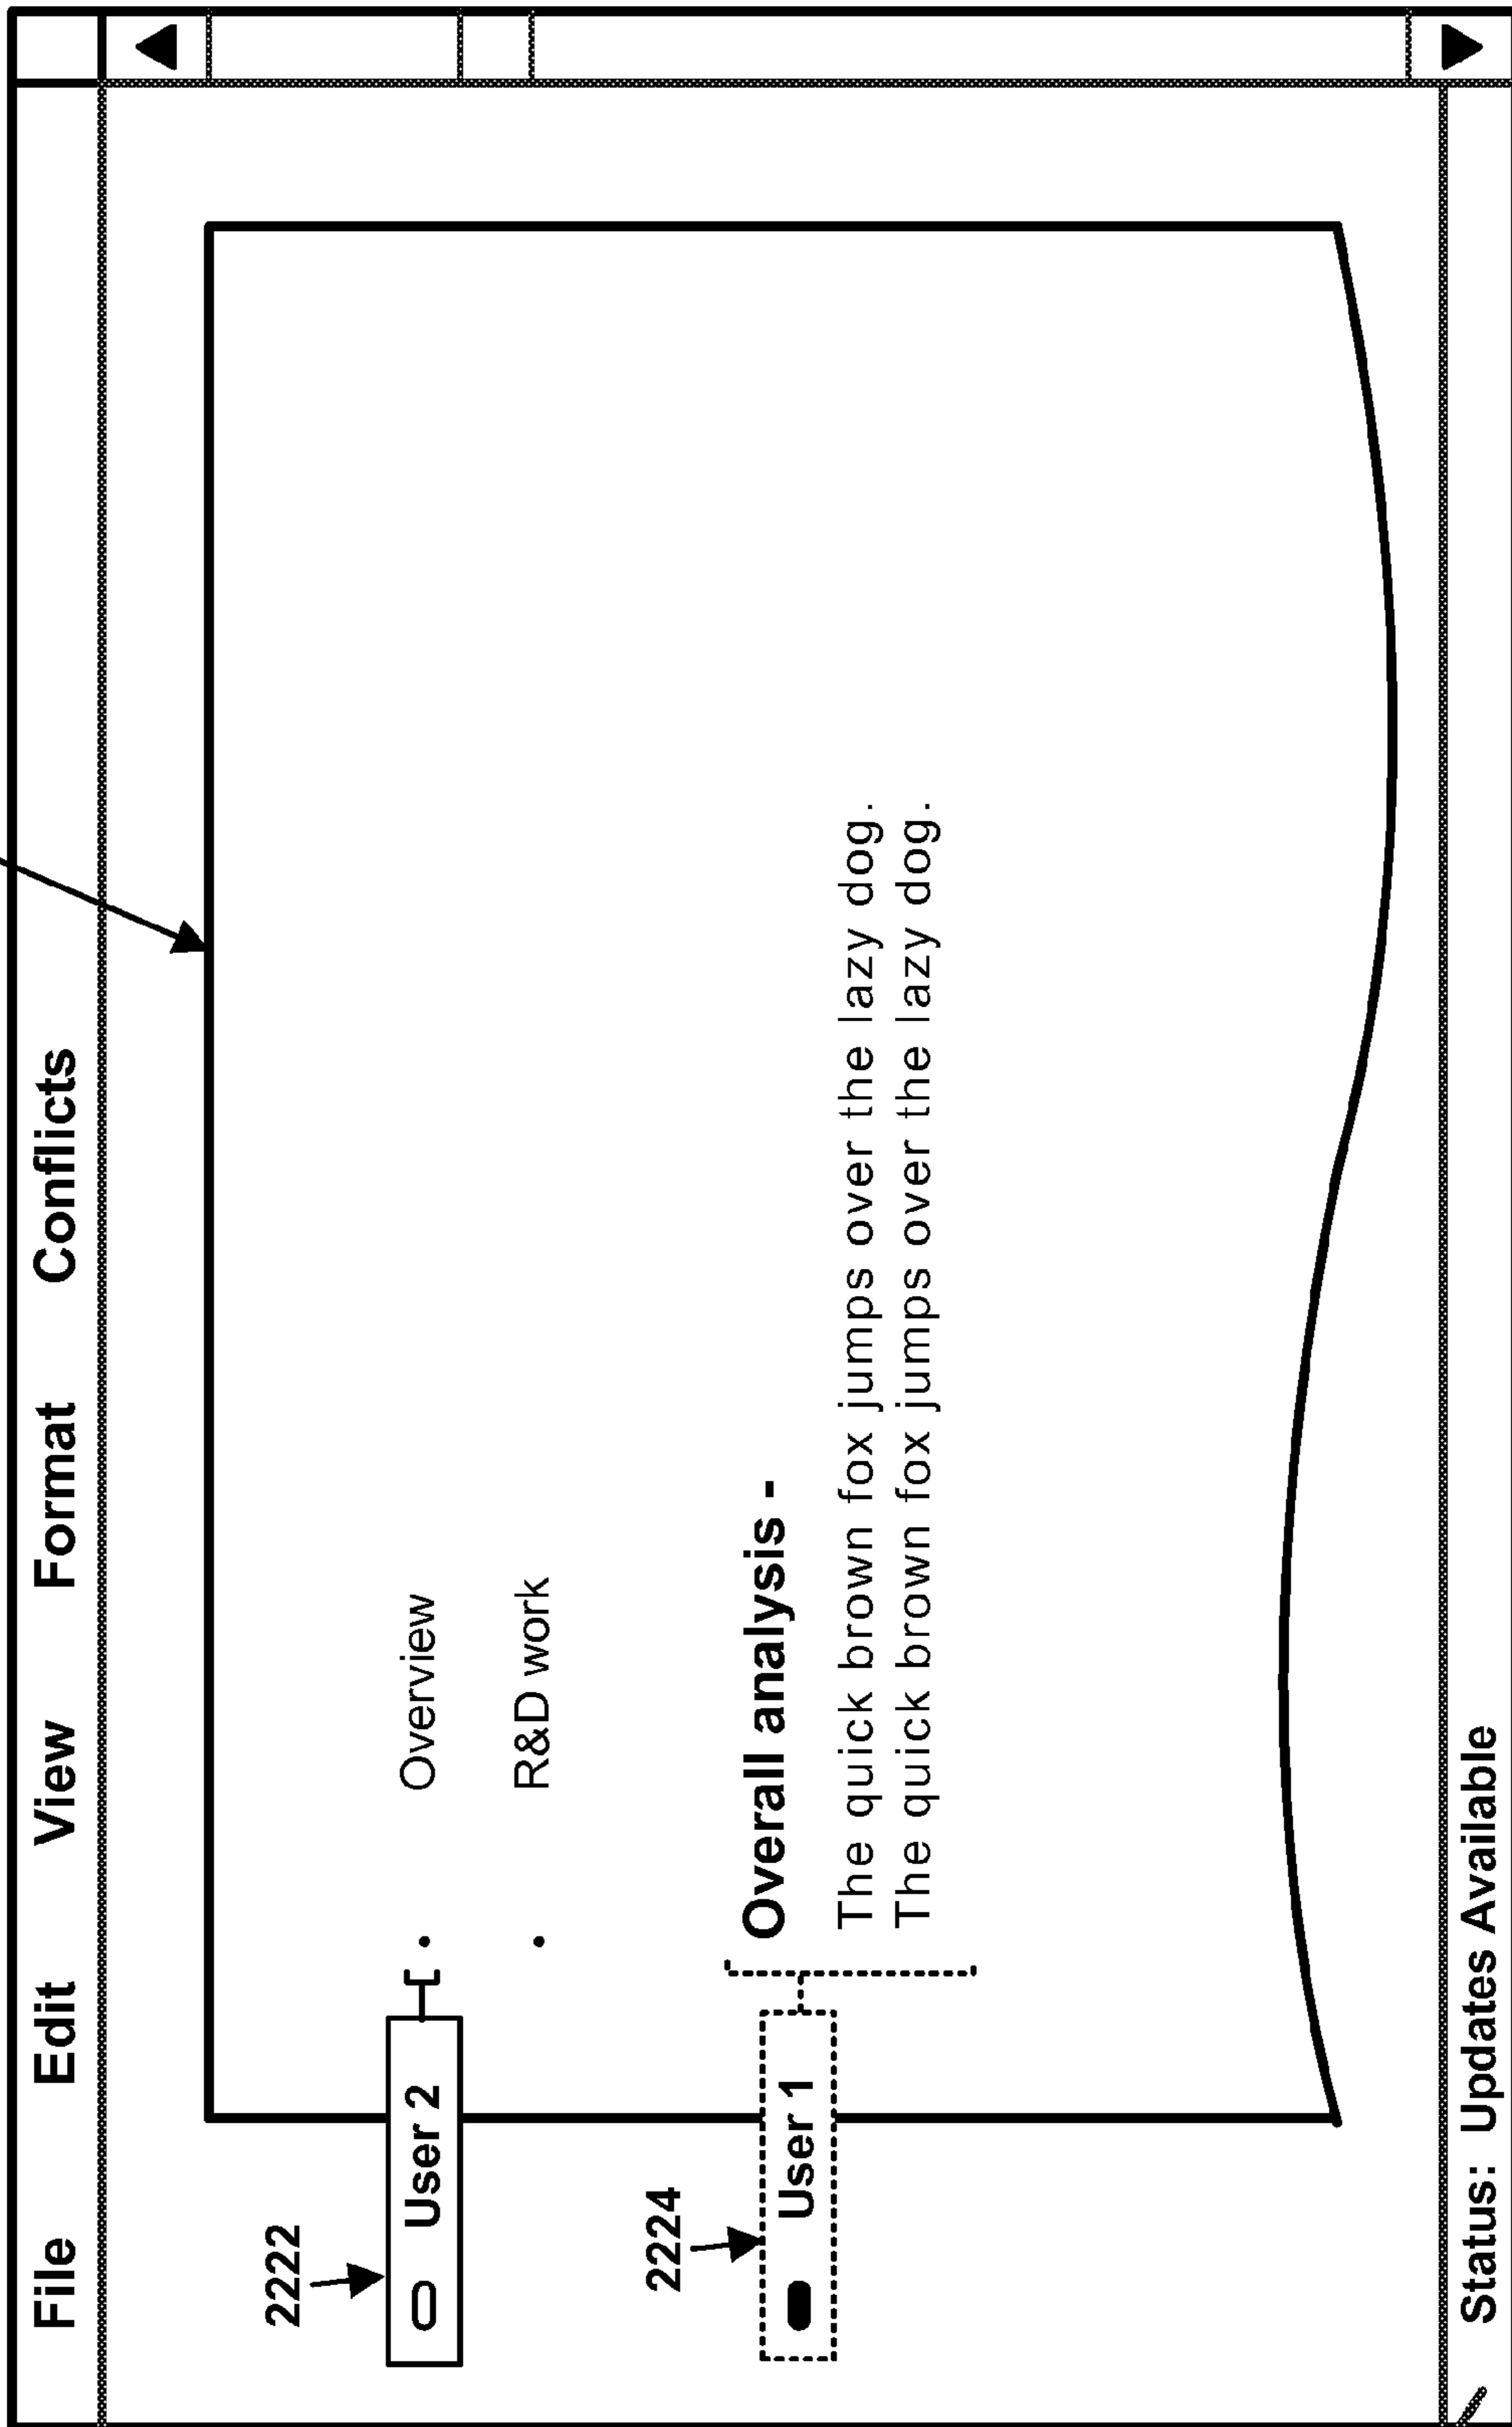 File Edit View Format Conflicts
2222
User 2
• Overview
• R&D work
2224
User 1
Overall analysis -
The quick brown fox jumps over the lazy dog.
The quick brown fox jumps over the lazy dog.
Status: Updates Available